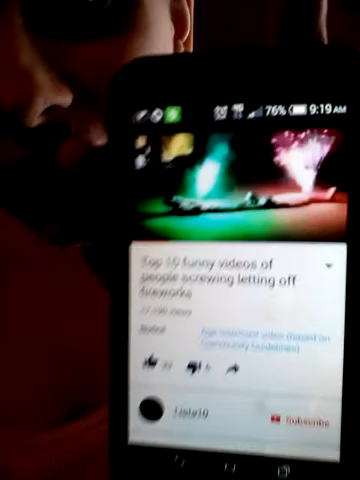 76% 9:19 AM
Top 10 funny videos of
people screwing letting off
fireworks
views
Age restricted video (based on
Community Guidelines)
Subscribe